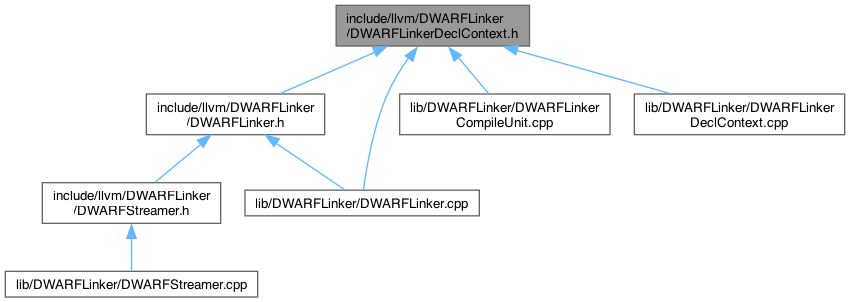 include/llvm/DWARFLinker
/DWARFLinkerDeclContext.h
include/llvm/DWARFLinker
/DWARFLinker.h
lib/DWARFLinker/DWARFLinker
CompileUnit.cpp
lib/DWARFLinker/DWARFLinker
DeclContext.cpp
include/llvm/DWARFLinker
/DWARFStreamer.h
lib/DWARFLinker/DWARFLinker.cpp
lib/DWARFLinker/DWARFStreamer.cpp